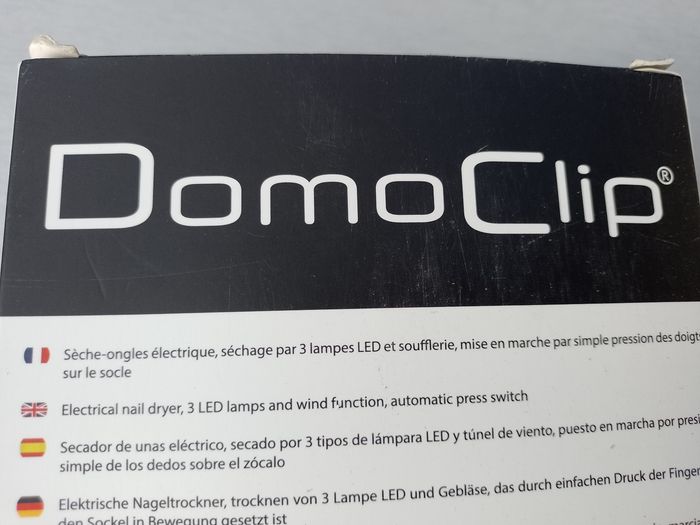 DomoClip®
Sèche-ongles électrique, séchage par 3 lampes LED et soufflerie, mise en marche par simple pression des doigts
sur le socle
Electrical nail dryer, 3 LED lamps and wind function, automatic press switch
Secador de unas eléctrico, secado por 3 tipos de lámpara LED y túnel de viento, puesto en marcha por presi
simple de los dedos sobre el zócalo
Elektrische Nageltrockner, trocknen von 3 Lampe LED und Gebläse, das durch einfachen Druck der Finger
den Sockel in Bewegung gesetzt ist